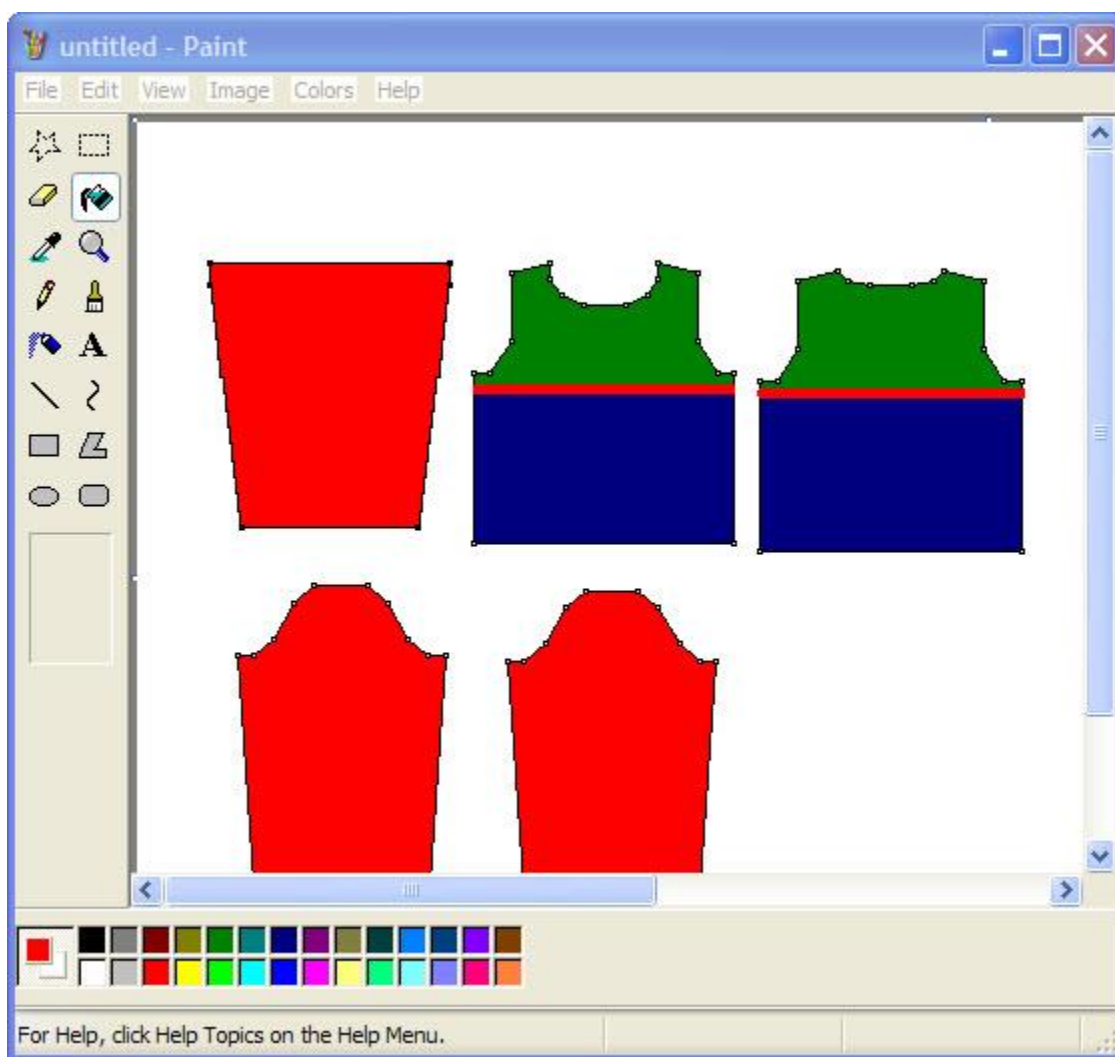 untitled - Paint
File Edit View Image Colors Help
A
For Help, click Help Topics on the Help Menu.